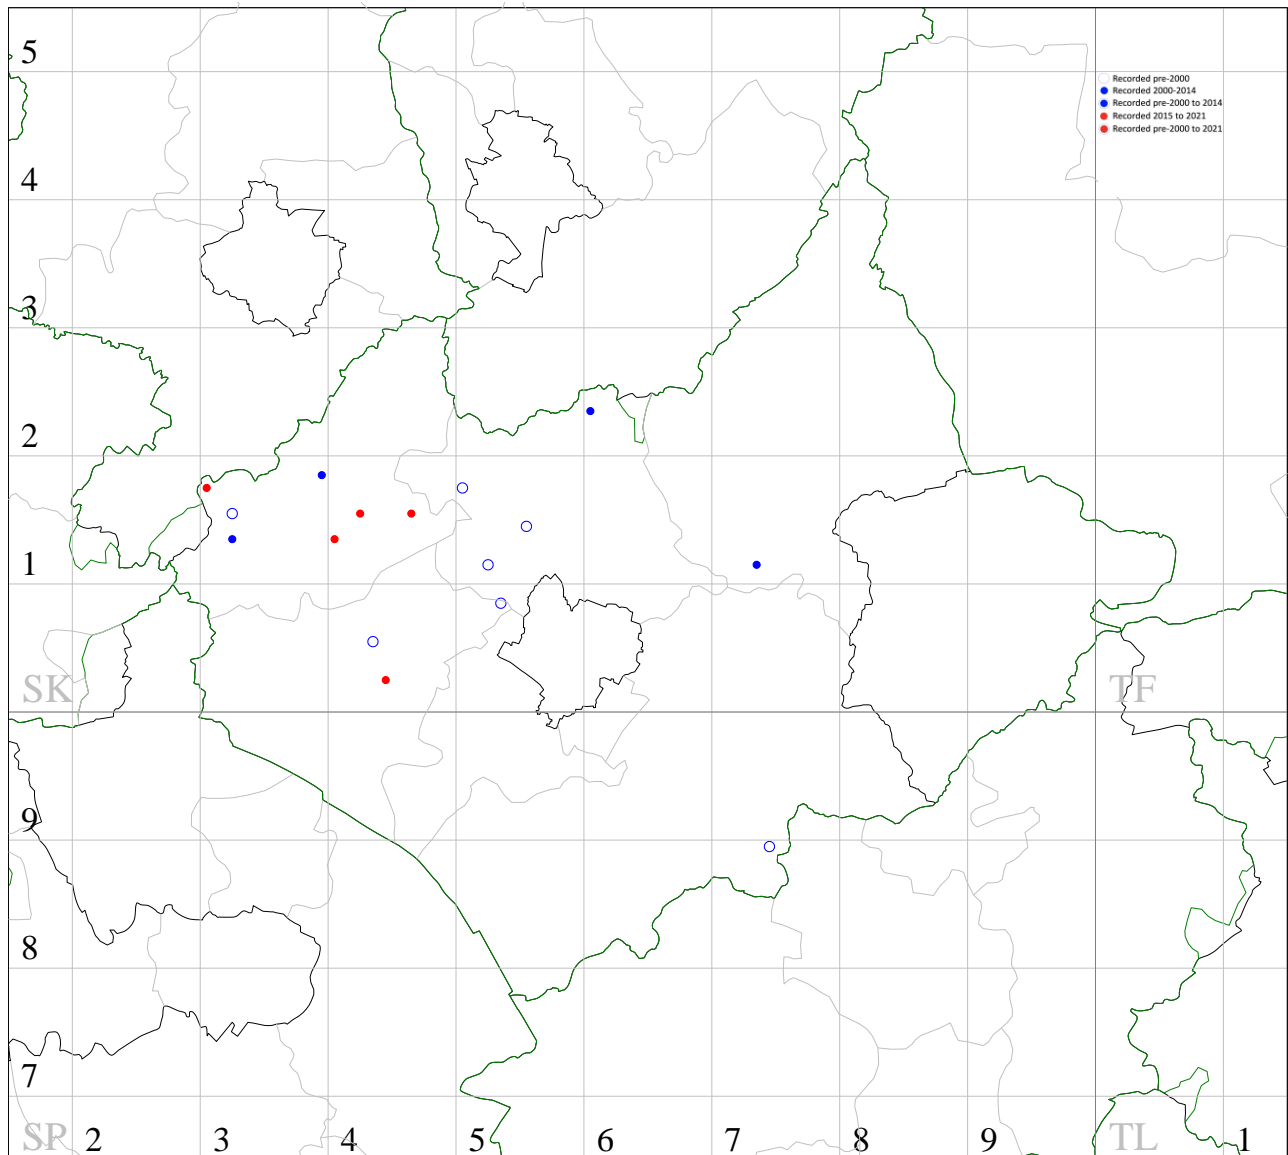 5
Recorded pre-2000
Recorded 2000-2014
Recorded pre-2000 to 2014
Recorded 2015 to 2021
Recorded pre-2000 to 2021
4
3
2
1
SK TF
9
8
7
SP 2 3 4 5 6 7 8 9 TL 1